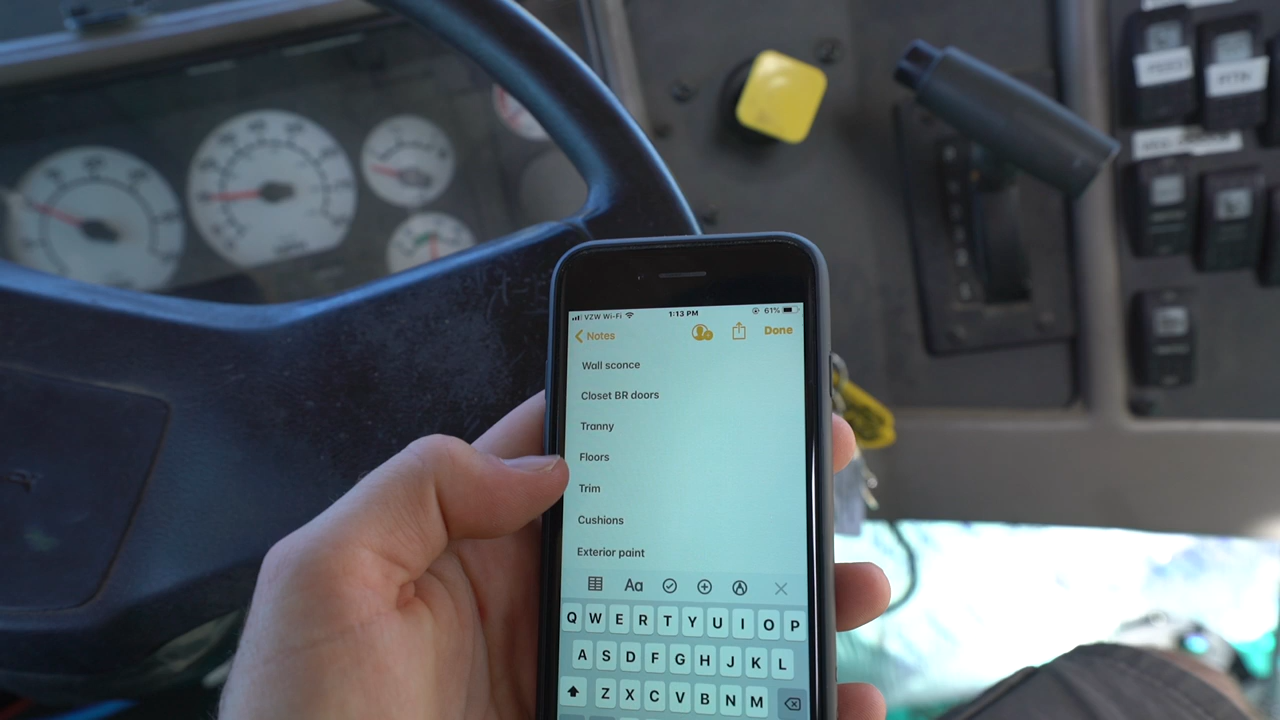 VZW Wi-Fi 1:13 PM 61%
Notes Done
Wall sconce
Closet BR doors
Tranny
Floors
Trim
Cushions
Exterior paint
Aa
Q W E R T Y U I O P
A S D F G H J K L
Z X C V B N M